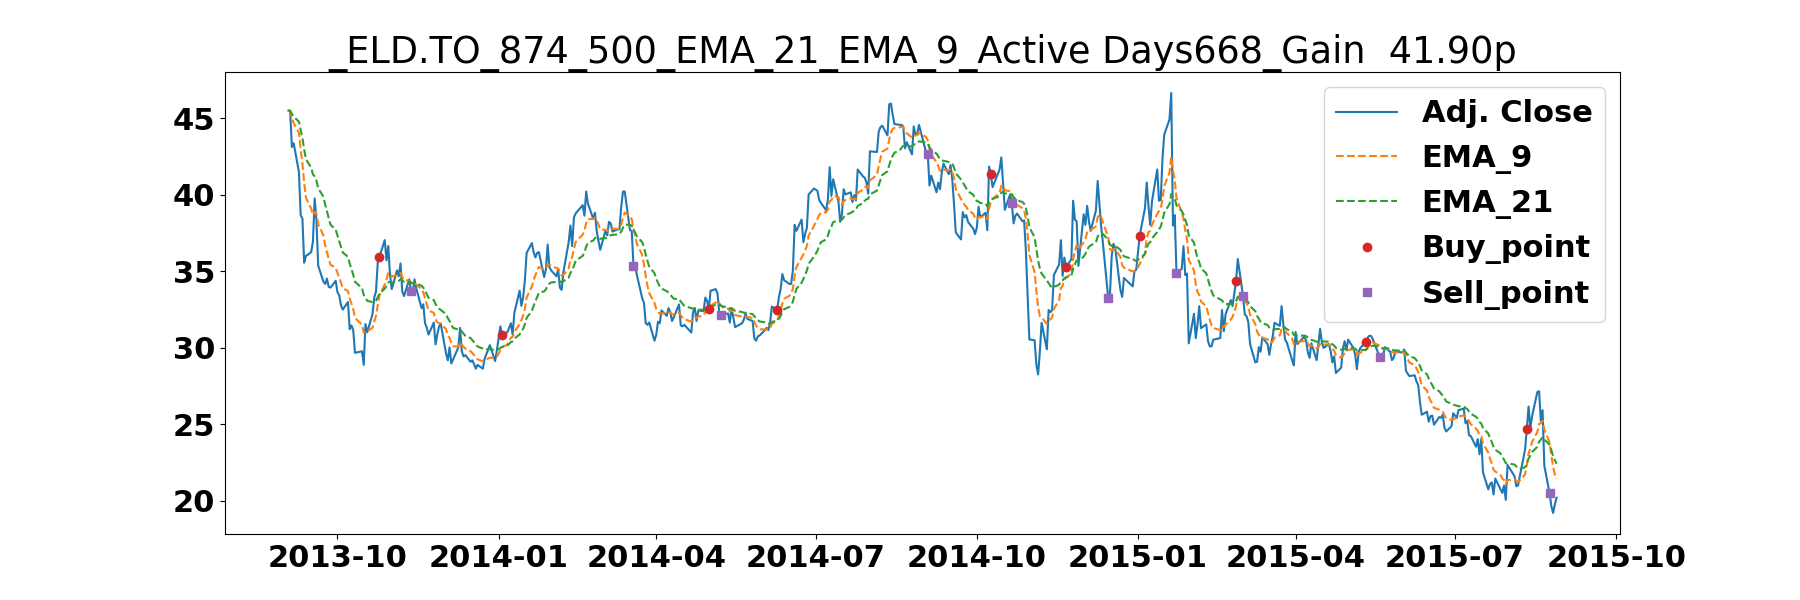 _ELD.TO_874_500_EMA_21_EMA_9_Active Days668_Gain  41.90p
45
40
35
30
25
20
Adj. Close
EMA_9
EMA_21
Buy_point
Sell_point
2013-10 2014-01 2014-04 2014-07 2014-10 2015-01 2015-04 2015-07 2015-10